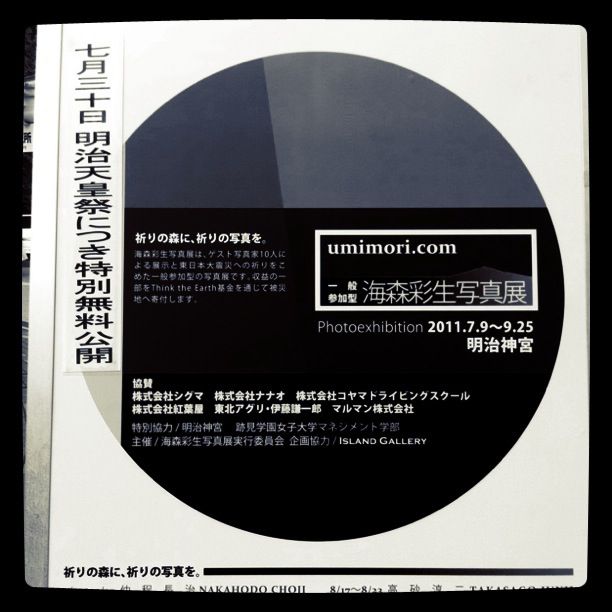 七月三十日 明治天皇祭につき特別無料公開
祈りの森に、祈りの写真を。
海森彩生写真展は、ゲスト写真家10人に
よる展示と東日本大震災への祈りをこ
めた一般参加型の写真展です。収益の一
部をThink the Earth基金を通じて被災
地へ寄付します。
umimori.com
一般
参加型
海森彩生写真展
Photoexhibition 2011.7.9〜9.25
明治神宮
協賛
株式会社シグマ 株式会社ナナオ 株式会社コヤマドライビングスクール
株式会社紅葉屋 東北アグリ・伊藤謙一郎 マルマン株式会社
特別協力/明治神宮 跡見学園女子大学マネジメント学部
主催/海森彩生写真展実行委員会 企画協力/ISLAND GALLERY
祈りの森に、祈りの写真を。
仲程長治 NAKAHODO CHOJI 8/17〜8/23 高砂淳二 TAKASAGO JUNJI